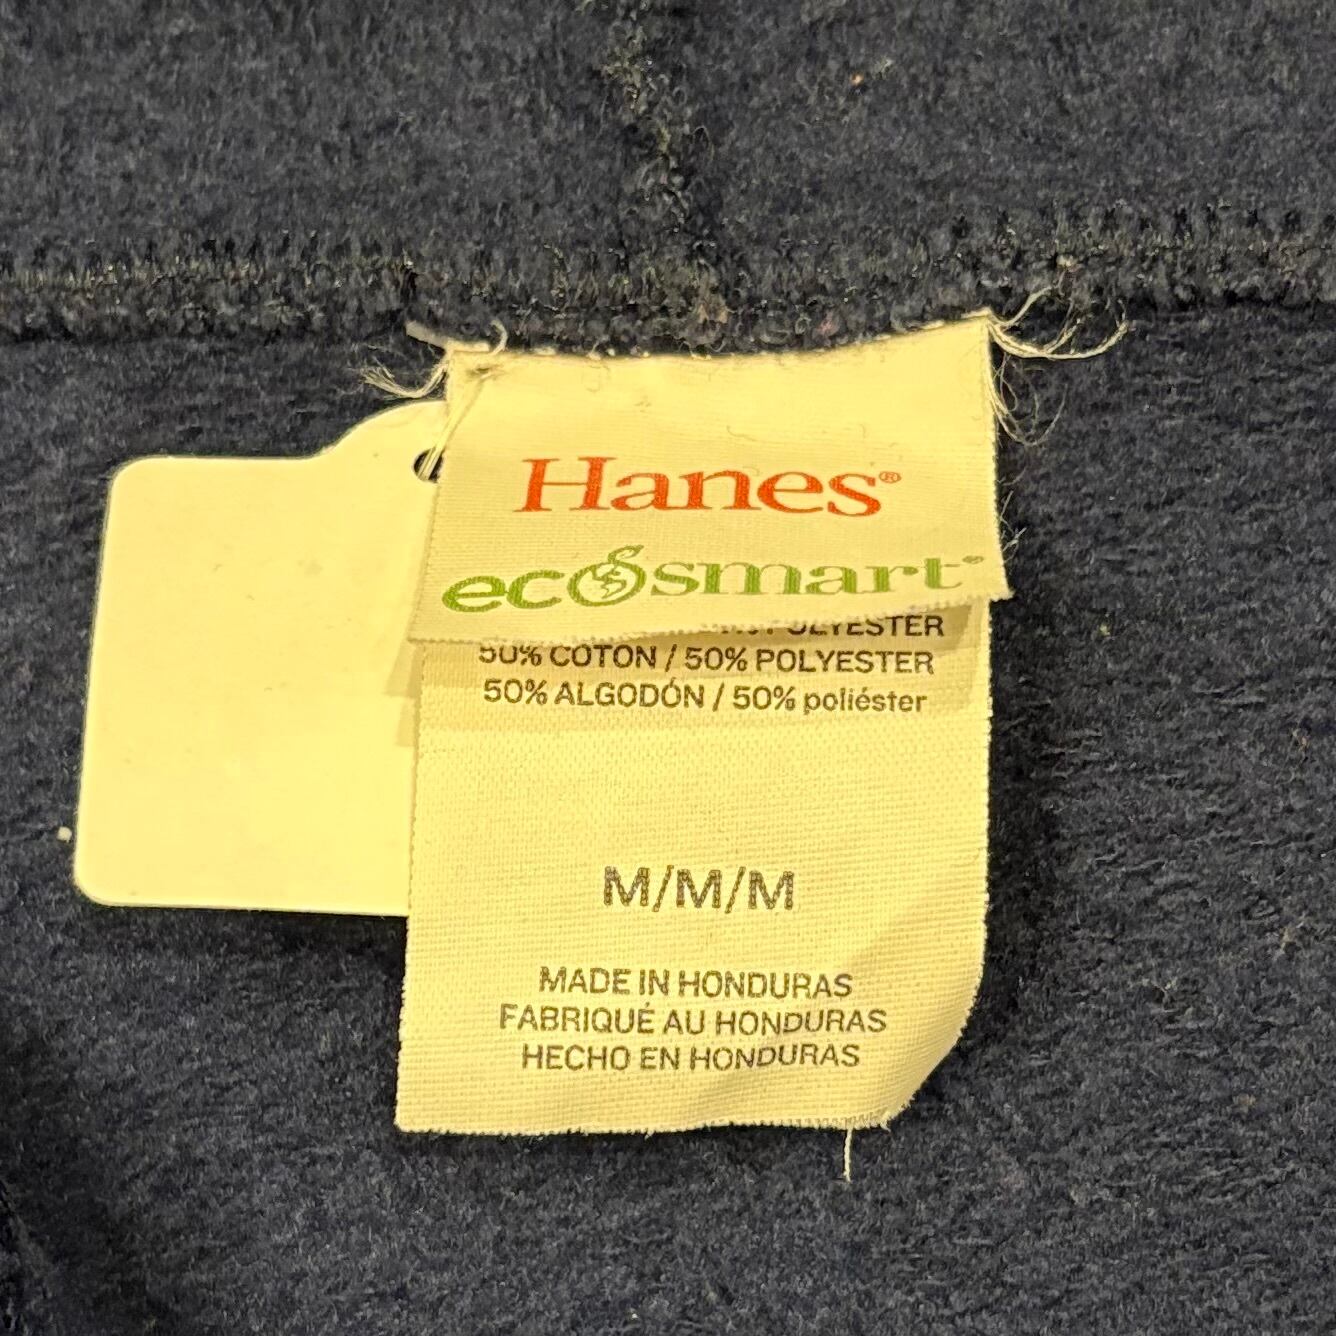 Hanes®
ecosmart®
POLYESTER
50% COTON / 50% POLYESTER
50% ALGODÓN / 50% poliéster
M/M/M
MADE IN HONDURAS
FABRIQUÉ AU HONDURAS
HECHO EN HONDURAS